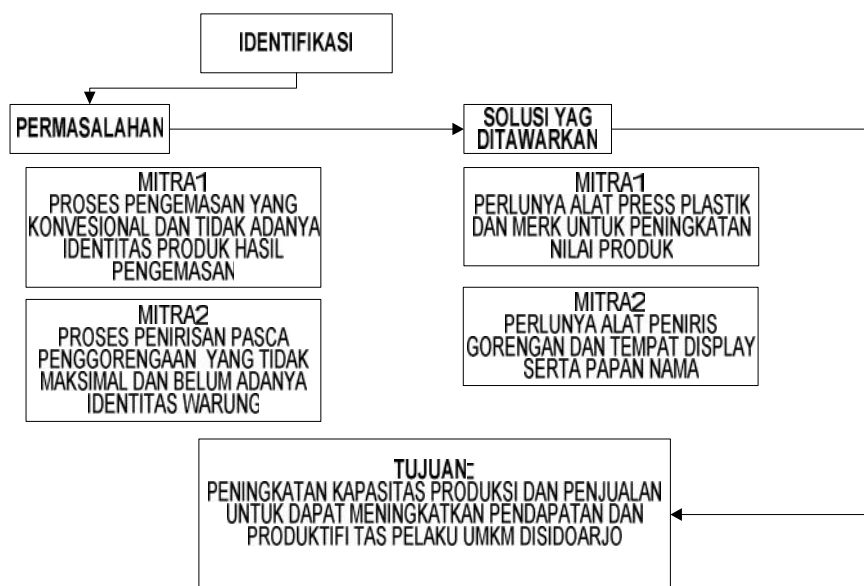 IDENTIFIKASI
PERMASALAHAN
SOLUSI YAG
DITAWARKAN
MITRA1
PROSES PENGEMASAN YANG
KONVESIONAL DAN TIDAK ADANYA
IDENTITAS PRODUK HASIL
PENGEMASAN
MITRA1
PERLUNYA ALAT PRESS PLASTIK
DAN MERK UNTUK PENINGKATAN
NILAI PRODUK
MITRA2
PROSES PENIRISAN PASCA
PENGGORENGAAN YANG TIDAK
MAKSIMAL DAN BELUM ADANYA
IDENTITAS WARUNG
MITRA2
PERLUNYA ALAT PENIRIS
GORENGAN DAN TEMPAT DISPLAY
SERTA PAPAN NAMA
TUJUAN:
PENINGKATAN KAPASITAS PRODUKSI DAN PENJUALAN
UNTUK DAPAT MENINGKATKAN PENDAPATAN DAN
PRODUKTIFI TAS PELAKU UMKM DISIDOARJO